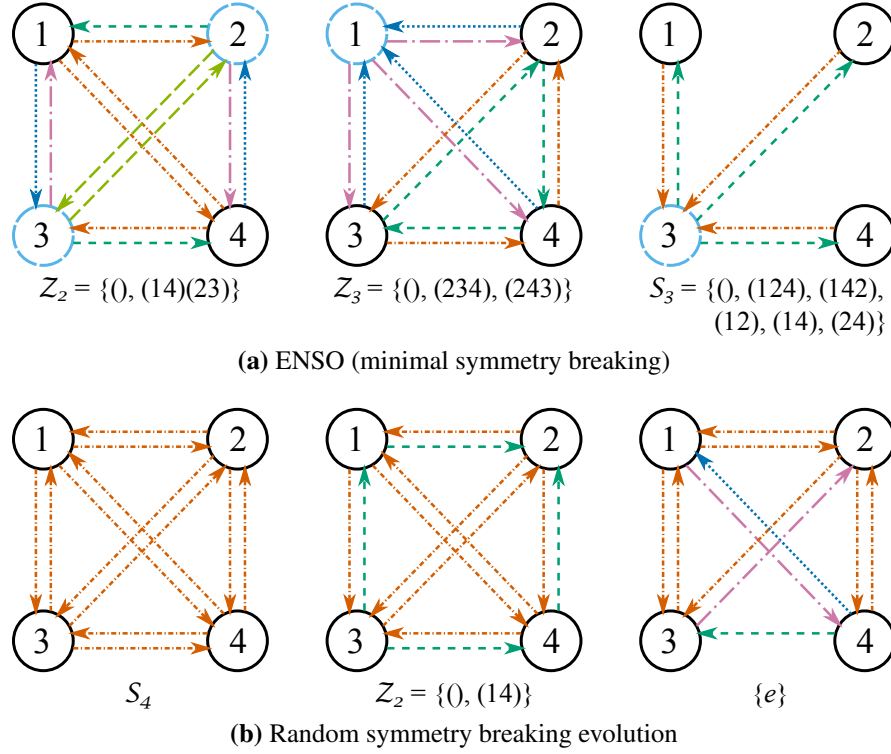 1 2 1 2 1 2
3 4 3 4 3 4
Z₂ = {(), (14)(23)} Z₃ = {(), (234), (243)} S₃ = {(), (124), (142),
(12), (14), (24)}
(a) ENSO (minimal symmetry breaking)
1 2 1 2 1 2
3 4 3 4 3 4
S₄ Z₂ = {(), (14)} {e}
(b) Random symmetry breaking evolution